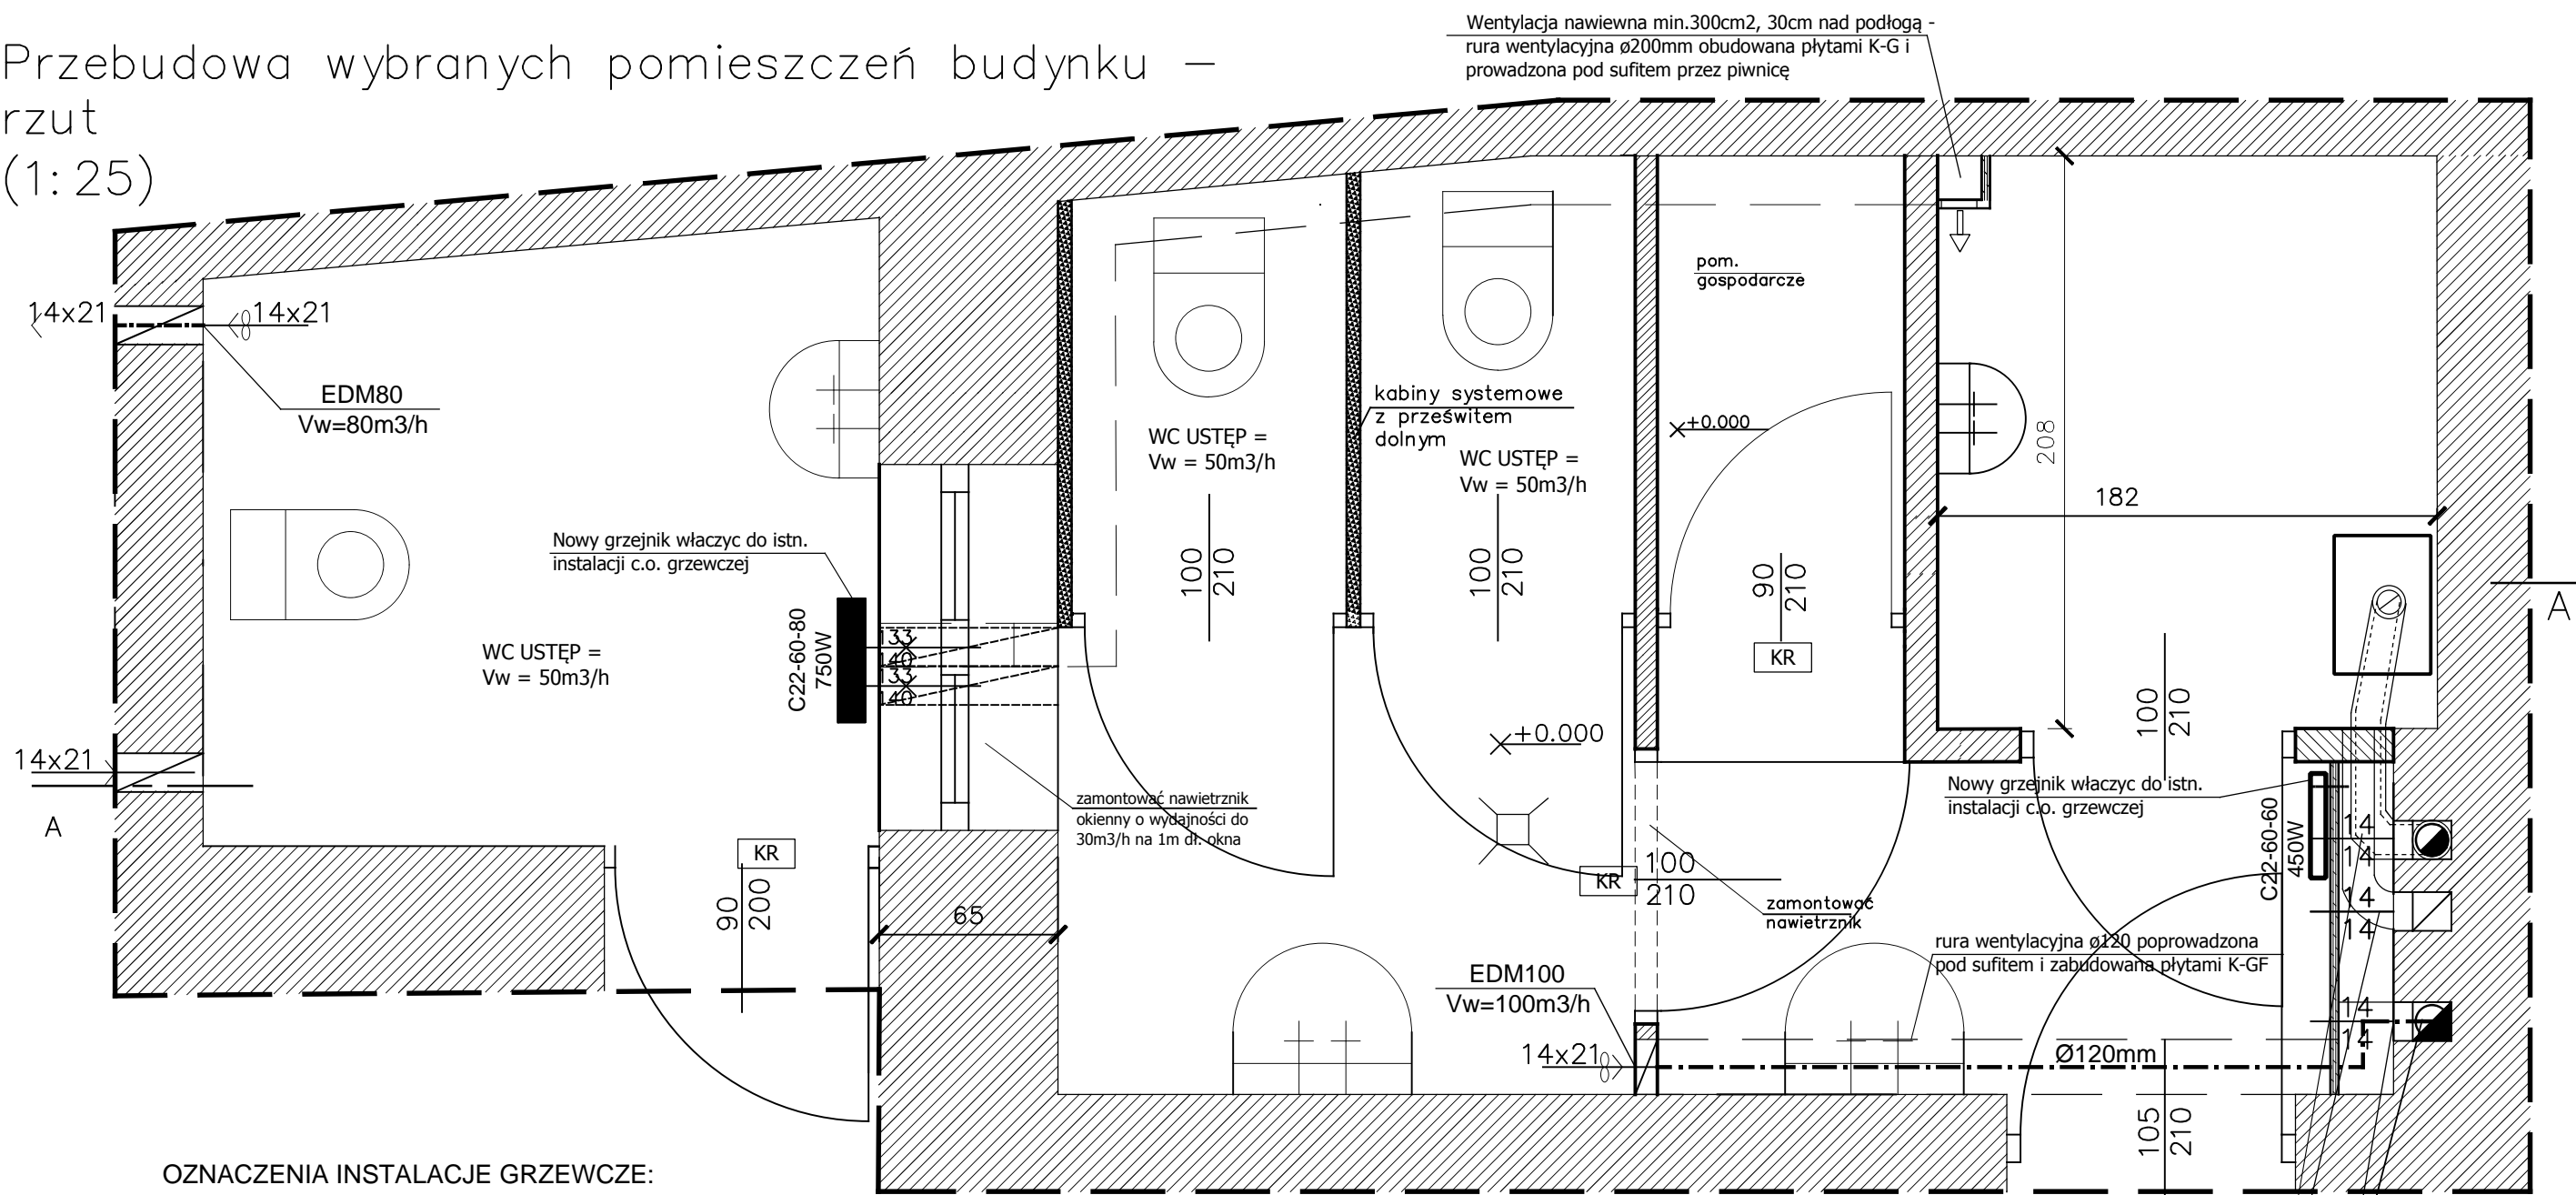 Przebudowa wybranych pomieszczeń budynku –
rzut
(1:25)
Wentylacja nawiewna min.300cm2, 30cm nad podłogą -
rura wentylacyjna ø200mm obudowana płytami K-G i
prowadzona pod sufitem przez piwnicę
14x21
14x21
EDM80
Vw=80m3/h
pom.
gospodarcze
kabiny systemowe
z prześwitem
dolnym
WC USTĘP =
Vw = 50m3/h
WC USTĘP =
Vw = 50m3/h
+0.000
208
182
100
210
100
210
90
210
KR
Nowy grzejnik właczyc do istn.
instalacji c.o. grzewczej
C22-60-80
750W
133
140
133
140
WC USTĘP =
Vw = 50m3/h
A
100
210
+0.000
14x21
A
zamontować nawietrznik
okienny o wydajności do
30m3/h na 1m dł. okna
Nowy grzejnik właczyc do istn.
instalacji c.o. grzewczej
C22-60-60
450W
14
14
4
14
14
14
KR
90
200
65
KR
100
210
zamontować
nawietrznik
rura wentylacyjna ø120 poprowadzona
pod sufitem i zabudowana płytami K-GF
EDM100
Vw=100m3/h
14x21
Ø120mm
105
210
OZNACZENIA INSTALACJE GRZEWCZE: